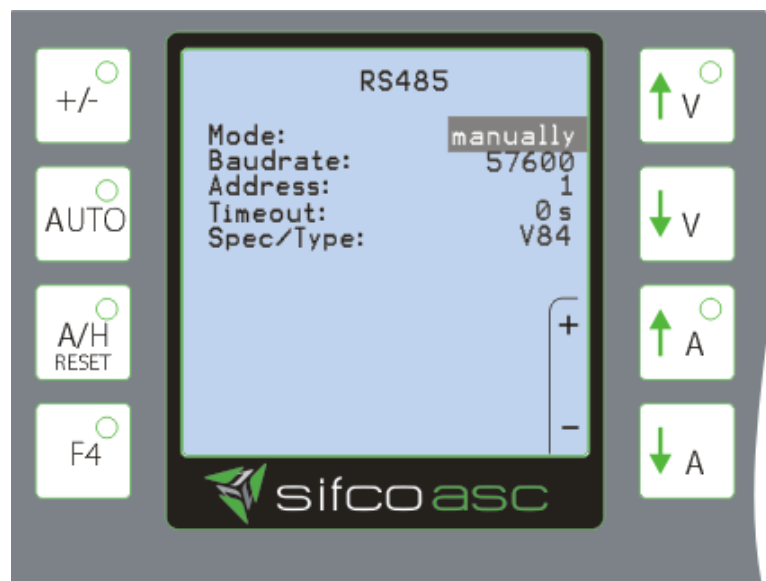 RS485
Mode: manually
Baudrate: 57600
Address: 1
Timeout: 0 s
Spec/Type: V84
+
−
+/-
AUTO
A/H
RESET
F4
V
V
A
A
sifco asc